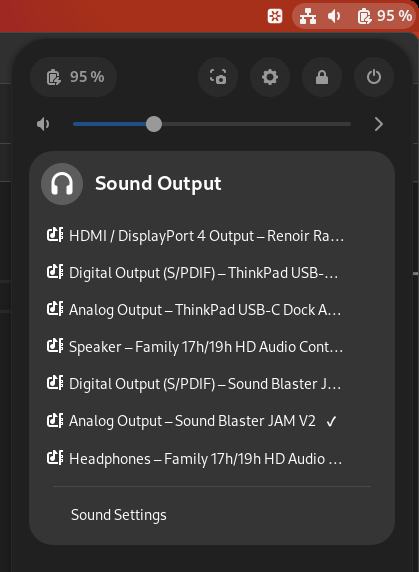 95 %
95 %
Sound Output
HDMI / DisplayPort 4 Output – Renoir Ra…
Digital Output (S/PDIF) – ThinkPad USB-…
Analog Output – ThinkPad USB-C Dock A…
Speaker – Family 17h/19h HD Audio Cont…
Digital Output (S/PDIF) – Sound Blaster J…
Analog Output – Sound Blaster JAM V2 ✓
Headphones – Family 17h/19h HD Audio …
Sound Settings